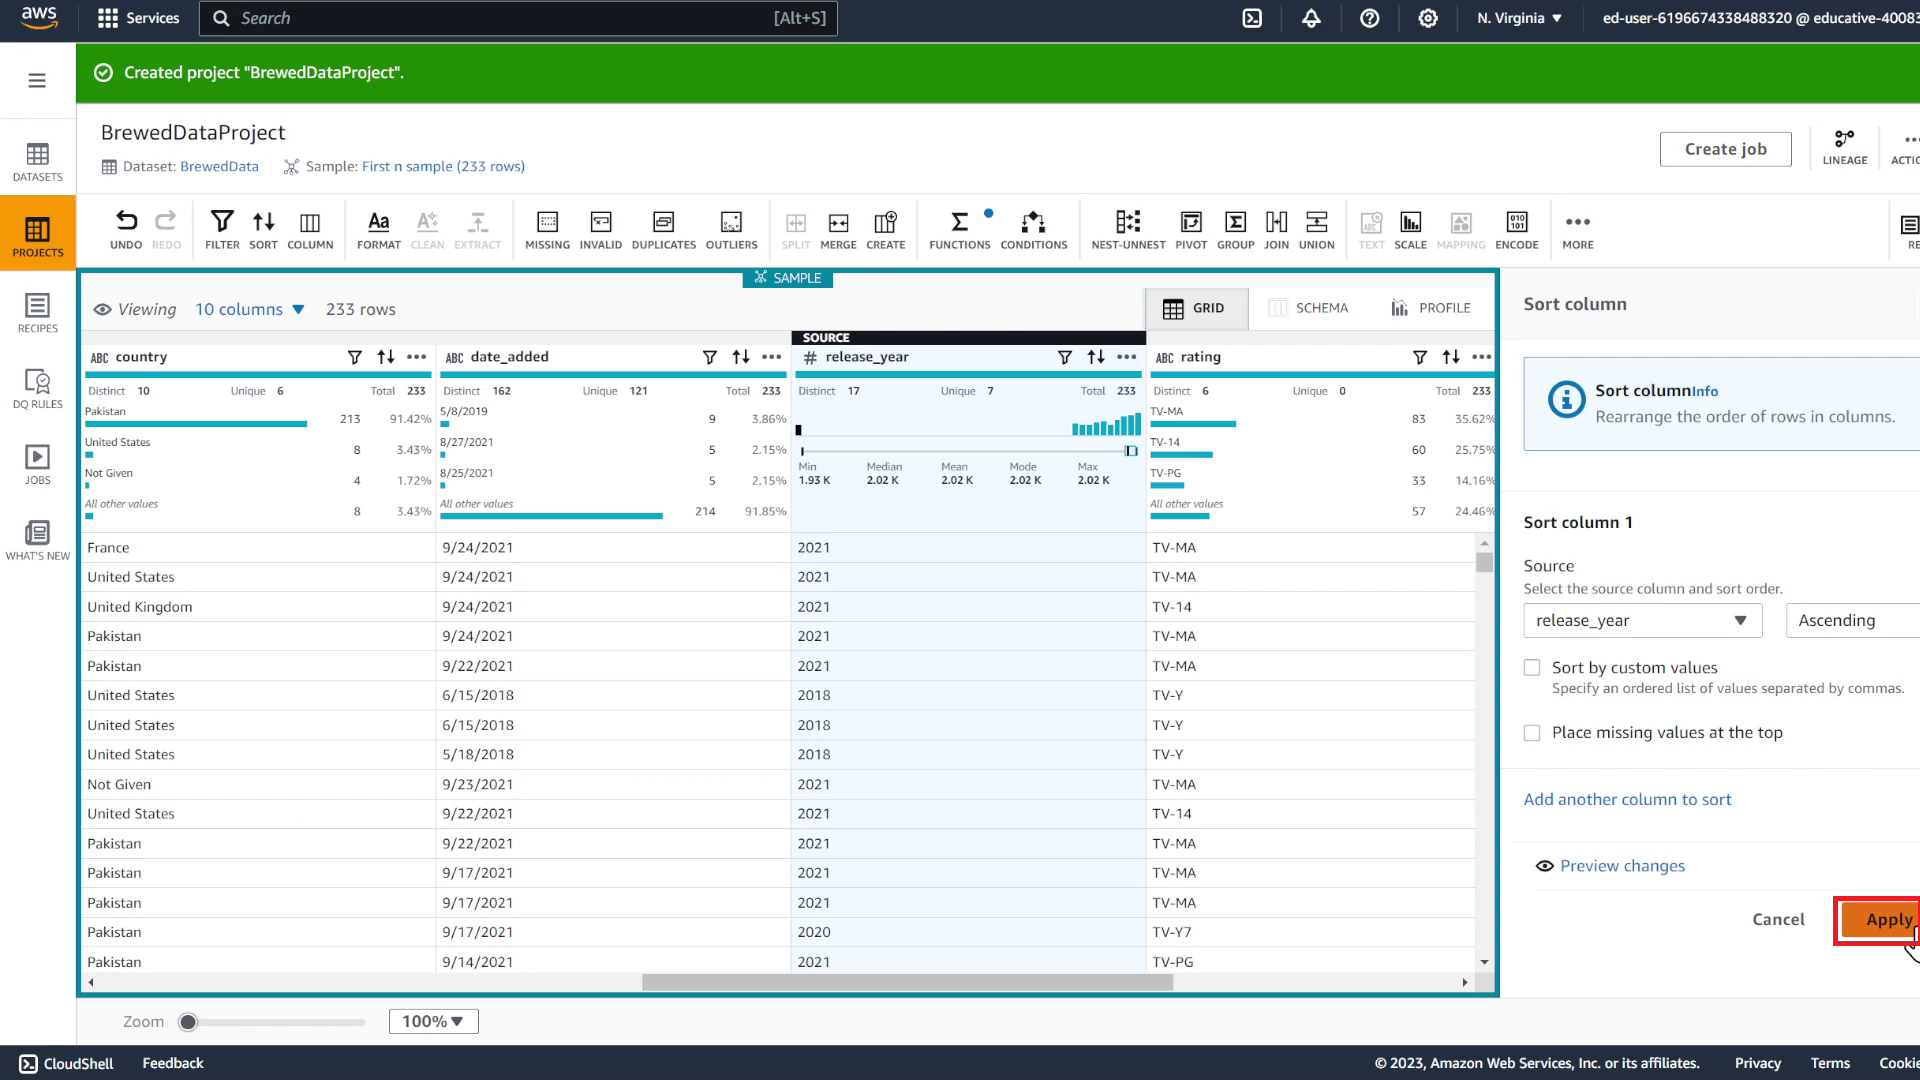 aws Services Search [Alt+S] N. Virginia ▼ ed-user-6196674338488320 @ educative-40083
Created project "BrewedDataProject".
BrewedDataProject
Dataset: BrewedData Sample: First n sample (233 rows)
Create job LINEAGE ACTIO
DATASETS
PROJECTS
RECIPES
DQ RULES
JOBS
WHAT'S NEW
UNDO REDO FILTER SORT COLUMN FORMAT CLEAN EXTRACT MISSING INVALID DUPLICATES OUTLIERS SPLIT MERGE CREATE FUNCTIONS CONDITIONS NEST-UNNEST PIVOT GROUP JOIN UNION TEXT SCALE MAPPING ENCODE MORE RE
SAMPLE
Viewing 10 columns ▼ 233 rows GRID SCHEMA PROFILE
SOURCE
ABC country ABC date_added # release_year ABC rating
Distinct 10 Unique 6 Total 233 Distinct 162 Unique 121 Total 233 Distinct 17 Unique 7 Total 233 Distinct 6 Unique 0 Total 233
Pakistan 213 91.42% 5/8/2019 9 3.86% TV-MA 83 35.62%
United States 8 3.43% 8/27/2021 5 2.15% TV-14 60 25.75%
Not Given 4 1.72% 8/25/2021 5 2.15% TV-PG 33 14.16%
Min Median Mean Mode Max
1.93 K 2.02 K 2.02 K 2.02 K 2.02 K
All other values 8 3.43% All other values 214 91.85% All other values 57 24.46%
France 9/24/2021 2021 TV-MA
United States 9/24/2021 2021 TV-MA
United Kingdom 9/24/2021 2021 TV-14
Pakistan 9/24/2021 2021 TV-MA
Pakistan 9/22/2021 2021 TV-MA
United States 6/15/2018 2018 TV-Y
United States 6/15/2018 2018 TV-Y
United States 5/18/2018 2018 TV-Y
Not Given 9/23/2021 2021 TV-MA
United States 9/22/2021 2021 TV-14
Pakistan 9/22/2021 2021 TV-MA
Pakistan 9/17/2021 2021 TV-MA
Pakistan 9/17/2021 2021 TV-MA
Pakistan 9/17/2021 2020 TV-Y7
Pakistan 9/14/2021 2021 TV-PG
Sort column
Sort columnInfo
Rearrange the order of rows in columns.
Sort column 1
Source
Select the source column and sort order.
release_year Ascending
Sort by custom values
Specify an ordered list of values separated by commas.
Place missing values at the top
Add another column to sort
Preview changes
Cancel Apply
Zoom 100% ▼
CloudShell Feedback © 2023, Amazon Web Services, Inc. or its affiliates. Privacy Terms Cookie